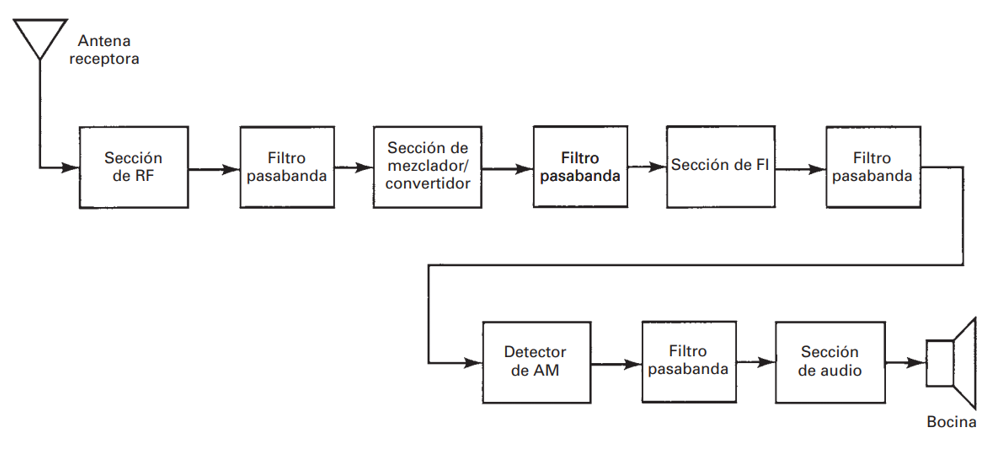 Antena
receptora
Sección
de RF
Filtro
pasabanda
Sección de
mezclador/
convertidor
Filtro
pasabanda
Sección de FI
Filtro
pasabanda
Detector
de AM
Filtro
pasabanda
Sección
de audio
Bocina